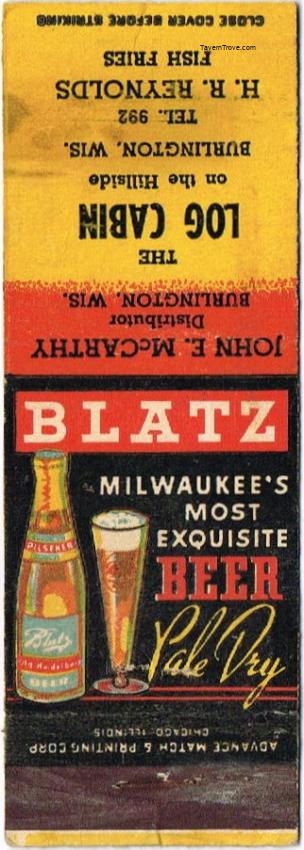 TavernTrove.com
THE
LOG CABIN
on the Hillside
BURLINGTON, WIS.
TEL. 992
H. R. REYNOLDS
FISH FRIES
CLOSE COVER BEFORE STRIKING
JOHN E. McCARTHY
Distributor
BURLINGTON, WIS.
BLATZ
MILWAUKEE'S
MOST
EXQUISITE
BEER
Pale Dry
PILSENER
Blatz
Old Heidelberg
BEER
ADVANCE MATCH & PRINTING CORP.
CHICAGO, ILLINOIS